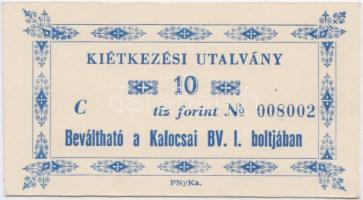 KIÉTKEZÉSI UTALVÁNY
10
C tíz forint № 008002
Beváltható a Kalocsai BV. I. boltjában
PNyKa.